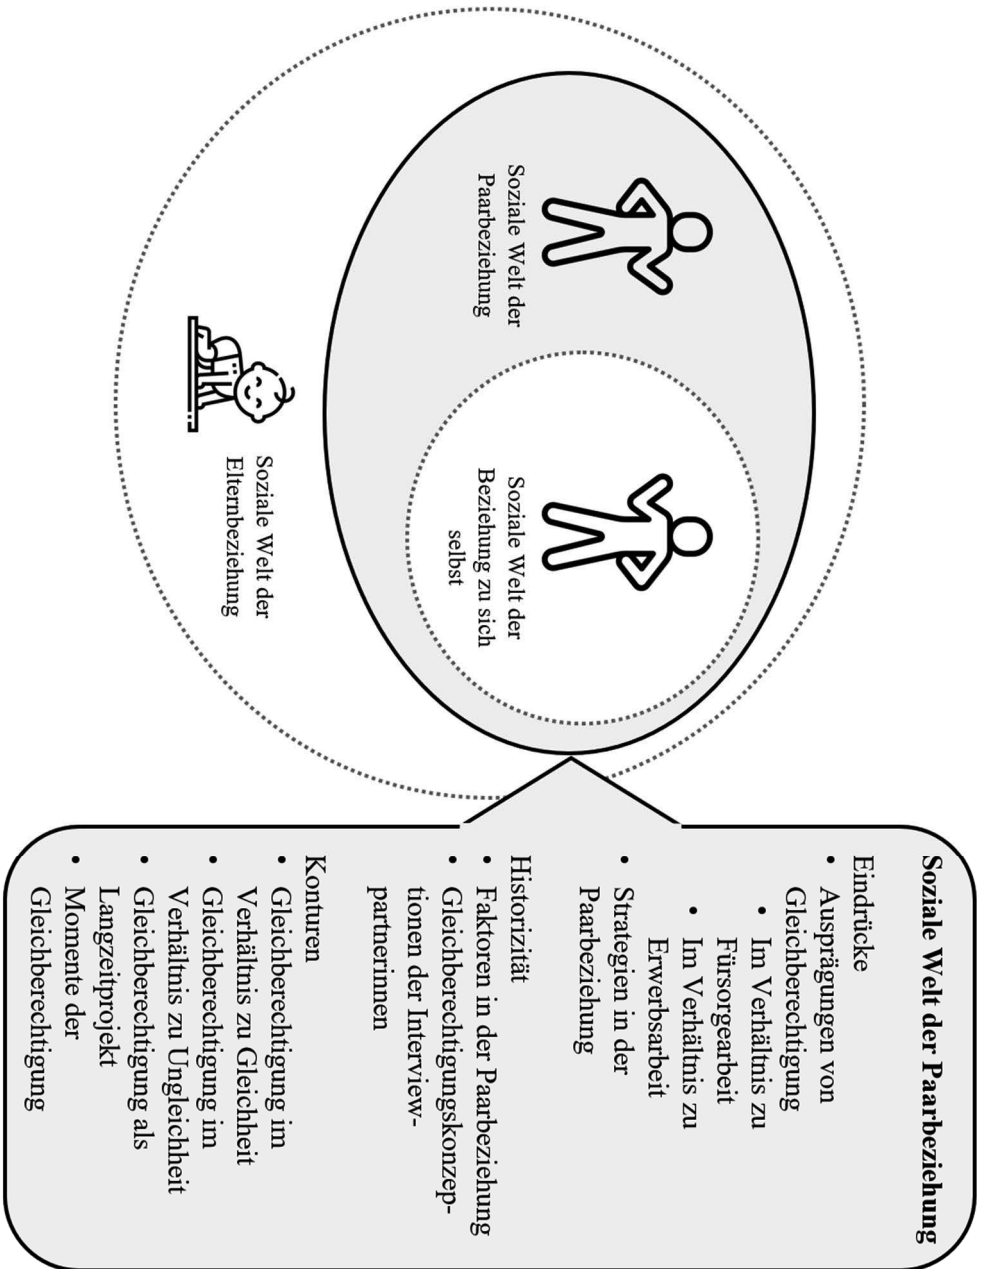 Soziale Welt der
Paarbeziehung
Soziale Welt der
Beziehung zu sich
selbst
Soziale Welt der
Elternbeziehung
Soziale Welt der Paarbeziehung
Eindrücke
• Ausprägungen von
Gleichberechtigung
• Im Verhältnis zu
Fürsorgearbeit
• Im Verhältnis zu
Erwerbsarbeit
• Strategien in der
Paarbeziehung
Historizität
• Faktoren in der Paarbeziehung
• Gleichberechtigungskonzep-
tionen der Interview-
partnerinnen
Konturen
• Gleichberechtigung im
Verhältnis zu Gleichheit
• Gleichberechtigung im
Verhältnis zu Ungleichheit
• Gleichberechtigung als
Langzeitprojekt
• Momente der
Gleichberechtigung